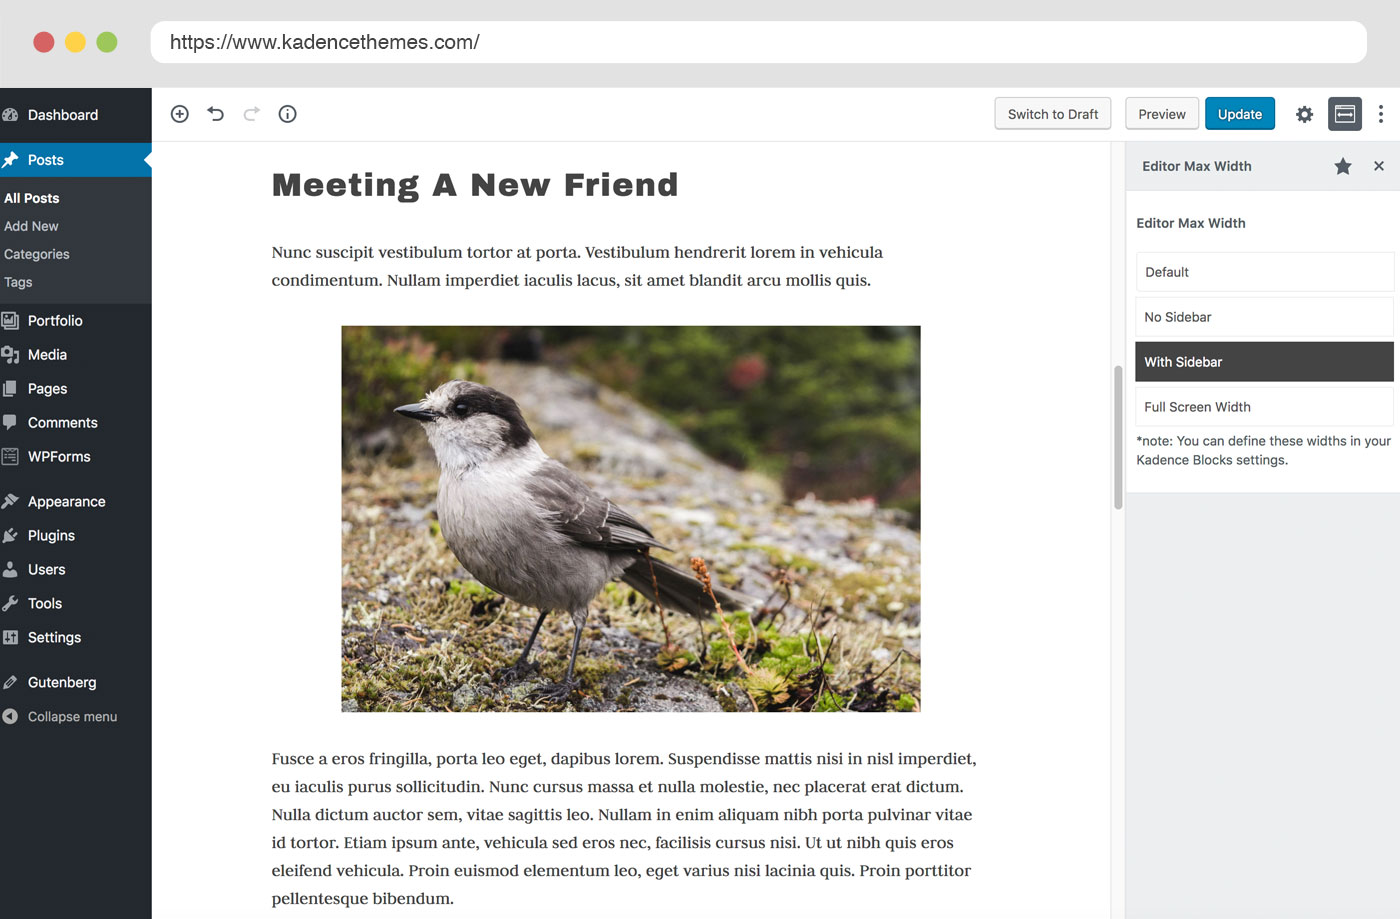 https://www.kadencethemes.com/
Dashboard
Posts
All Posts
Add New
Categories
Tags
Portfolio
Media
Pages
Comments
WPForms
Appearance
Plugins
Users
Tools
Settings
Gutenberg
Collapse menu
Switch to Draft
Preview
Update
Meeting A New Friend
Nunc suscipit vestibulum tortor at porta. Vestibulum hendrerit lorem in vehicula
condimentum. Nullam imperdiet iaculis lacus, sit amet blandit arcu mollis quis.
Fusce a eros fringilla, porta leo eget, dapibus lorem. Suspendisse mattis nisi in nisl imperdiet,
eu iaculis purus sollicitudin. Nunc cursus massa et nulla molestie, nec placerat erat dictum.
Nulla dictum auctor sem, vitae sagittis leo. Nullam in enim aliquam nibh porta pulvinar vitae
id tortor. Etiam ipsum ante, vehicula sed eros nec, facilisis cursus nisi. Ut ut nibh quis eros
eleifend vehicula. Proin euismod elementum leo, eget varius nisi lacinia quis. Proin porttitor
pellentesque bibendum.
Editor Max Width
Editor Max Width
Default
No Sidebar
With Sidebar
Full Screen Width
*note: You can define these widths in your
Kadence Blocks settings.